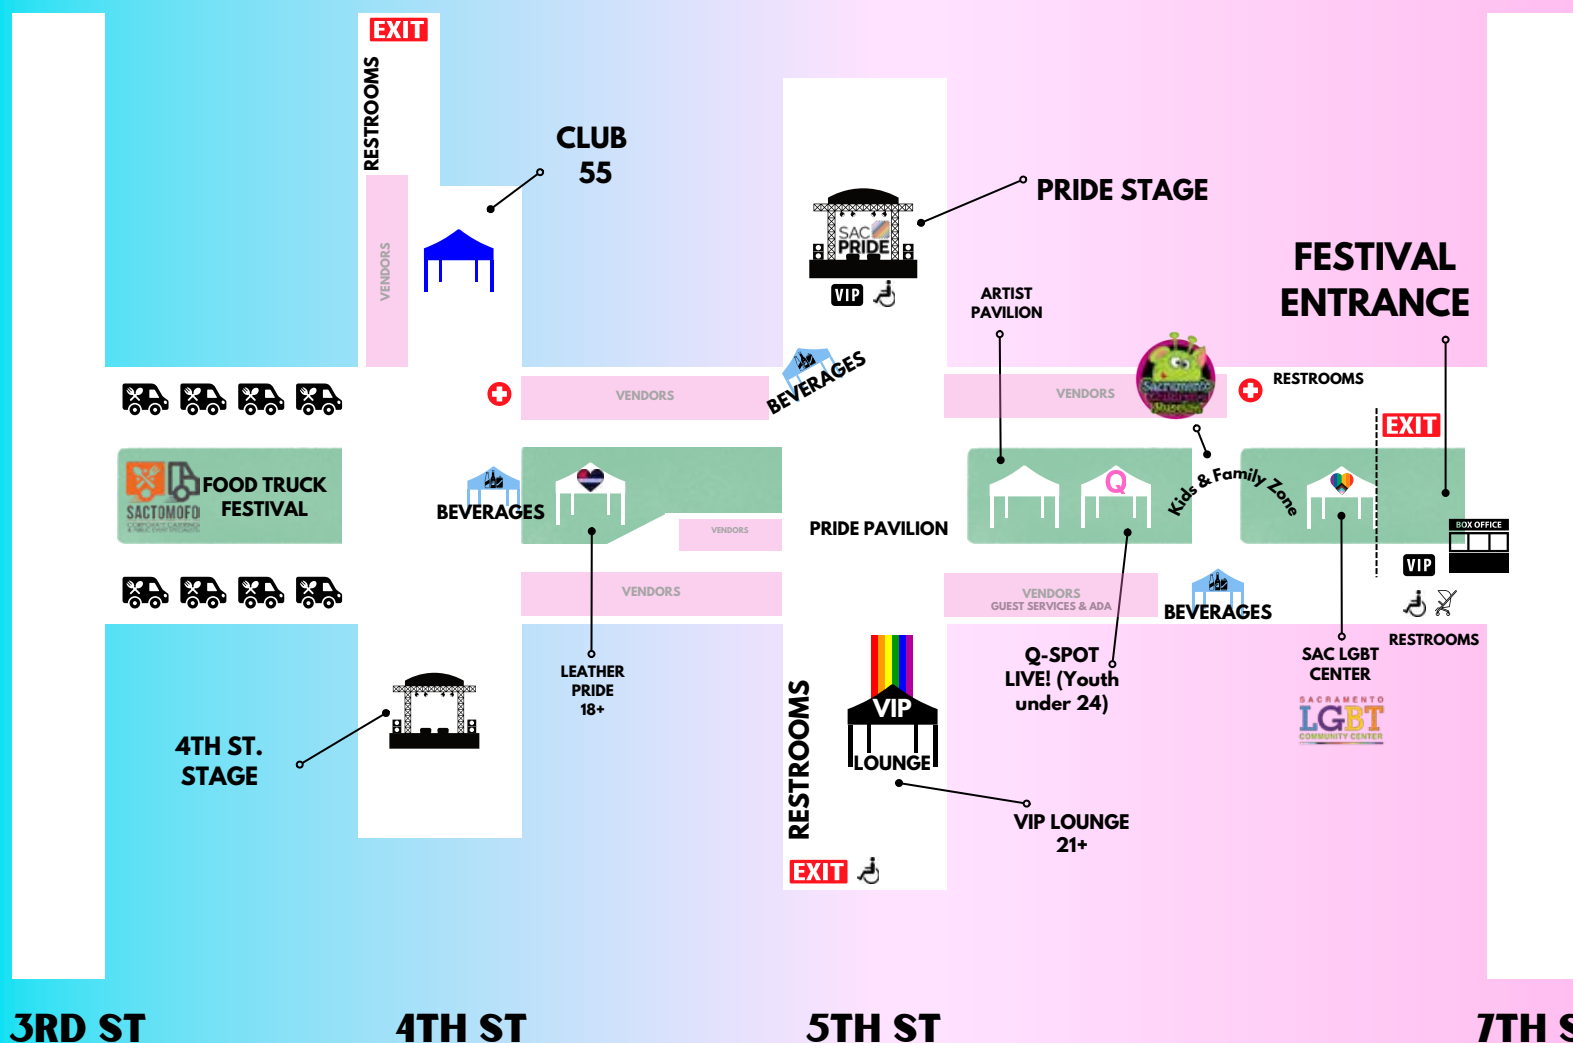 EXIT
RESTROOMS
CLUB
55
VENDORS
SAC
PRIDE
VIP
PRIDE STAGE
FESTIVAL
ENTRANCE
ARTIST
PAVILION
BEVERAGES
VENDORS
VENDORS
Sacramento
Museum
RESTROOMS
EXIT
SACTOMOFO
FOOD TRUCK
FESTIVAL
BEVERAGES
VENDORS
PRIDE PAVILION
Q
Kids & Family Zone
BOX OFFICE
VIP
VENDORS
VENDORS
GUEST SERVICES & ADA
BEVERAGES
RESTROOMS
LEATHER
PRIDE
18+
Q-SPOT
LIVE! (Youth
under 24)
SAC LGBT
CENTER
SACRAMENTO
LGBT
COMMUNITY CENTER
4TH ST.
STAGE
RESTROOMS
VIP
LOUNGE
VIP LOUNGE
21+
EXIT
3RD ST
4TH ST
5TH ST
7TH S